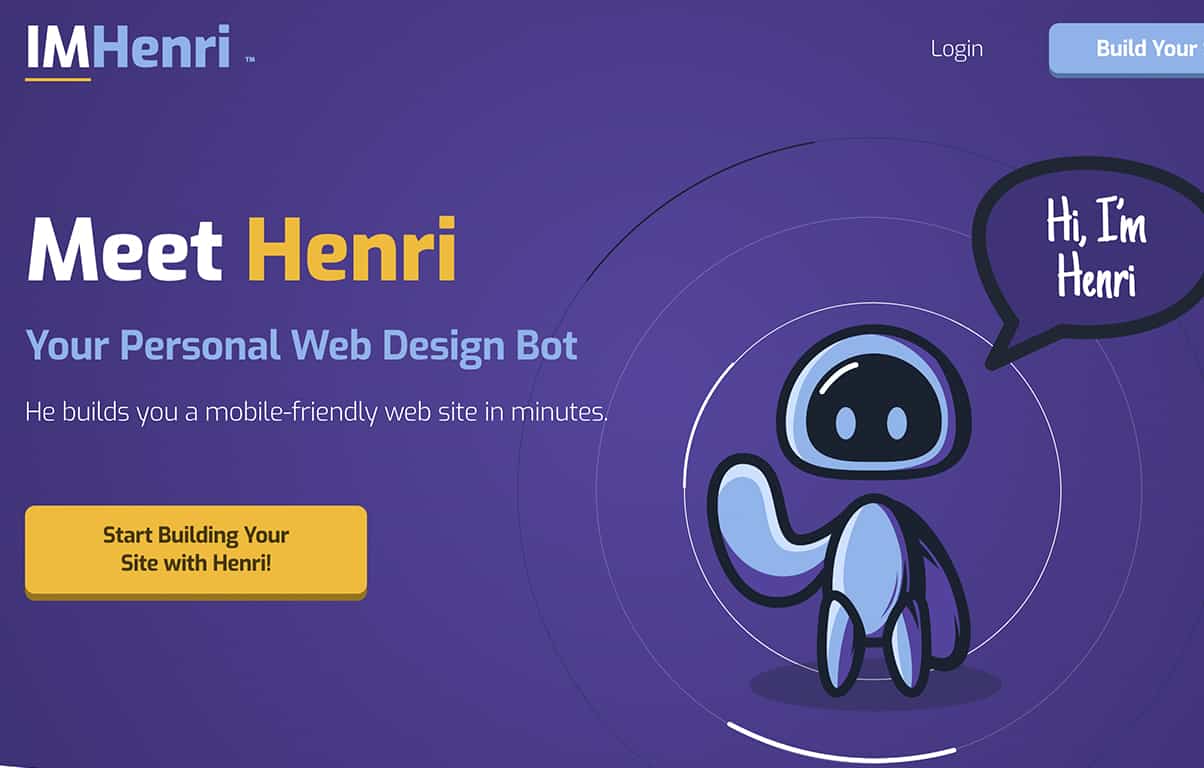 IMHenri ™
Login
Build Your
Meet Henri
Your Personal Web Design Bot
He builds you a mobile-friendly web site in minutes.
Start Building Your
Site with Henri!
Hi, I'm
Henri